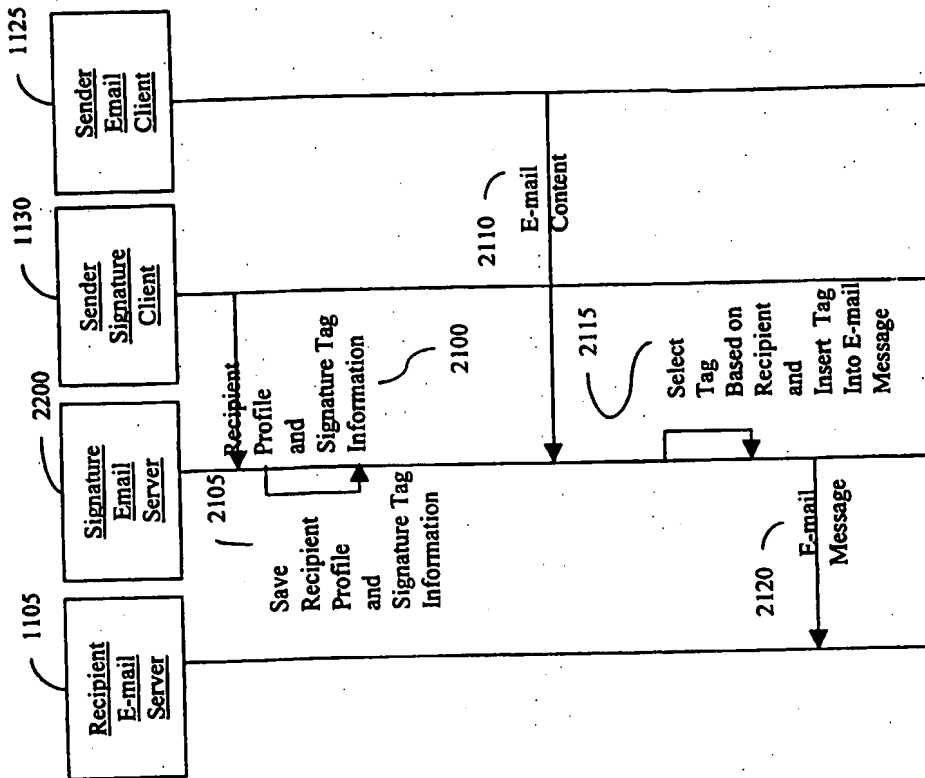 1105
Recipient
E-mail
Server
2200
Signature
Email
Server
1130
Sender
Signature
Client
1125
Sender
Email
Client
Recipient
Profile
and
Signature Tag
Information
2100
2105
Save
Recipient
Profile
and
Signature Tag
Information
2110
E-mail
Content
2115
Select
Tag
Based on
Recipient
and
Insert Tag
Into E-mail
Message
2120
E-mail
Message